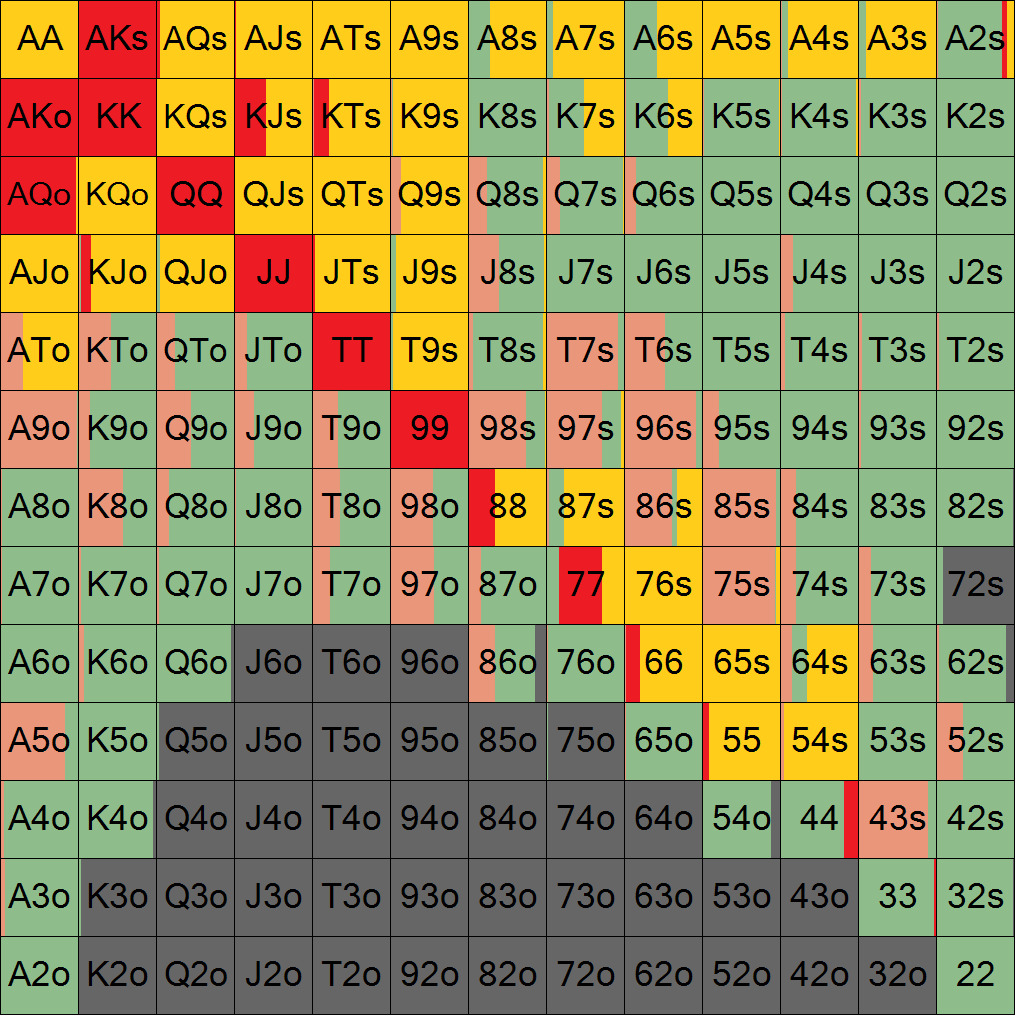 AA AKs AQs AJs ATs A9s A8s A7s A6s A5s A4s A3s A2s
AKo KK KQs KJs KTs K9s K8s K7s K6s K5s K4s K3s K2s
AQo KQo QQ QJs QTs Q9s Q8s Q7s Q6s Q5s Q4s Q3s Q2s
AJo KJo QJo JJ JTs J9s J8s J7s J6s J5s J4s J3s J2s
ATo KTo QTo JTo TT T9s T8s T7s T6s T5s T4s T3s T2s
A9o K9o Q9o J9o T9o 99 98s 97s 96s 95s 94s 93s 92s
A8o K8o Q8o J8o T8o 98o 88 87s 86s 85s 84s 83s 82s
A7o K7o Q7o J7o T7o 97o 87o 77 76s 75s 74s 73s 72s
A6o K6o Q6o J6o T6o 96o 86o 76o 66 65s 64s 63s 62s
A5o K5o Q5o J5o T5o 95o 85o 75o 65o 55 54s 53s 52s
A4o K4o Q4o J4o T4o 94o 84o 74o 64o 54o 44 43s 42s
A3o K3o Q3o J3o T3o 93o 83o 73o 63o 53o 43o 33 32s
A2o K2o Q2o J2o T2o 92o 82o 72o 62o 52o 42o 32o 22